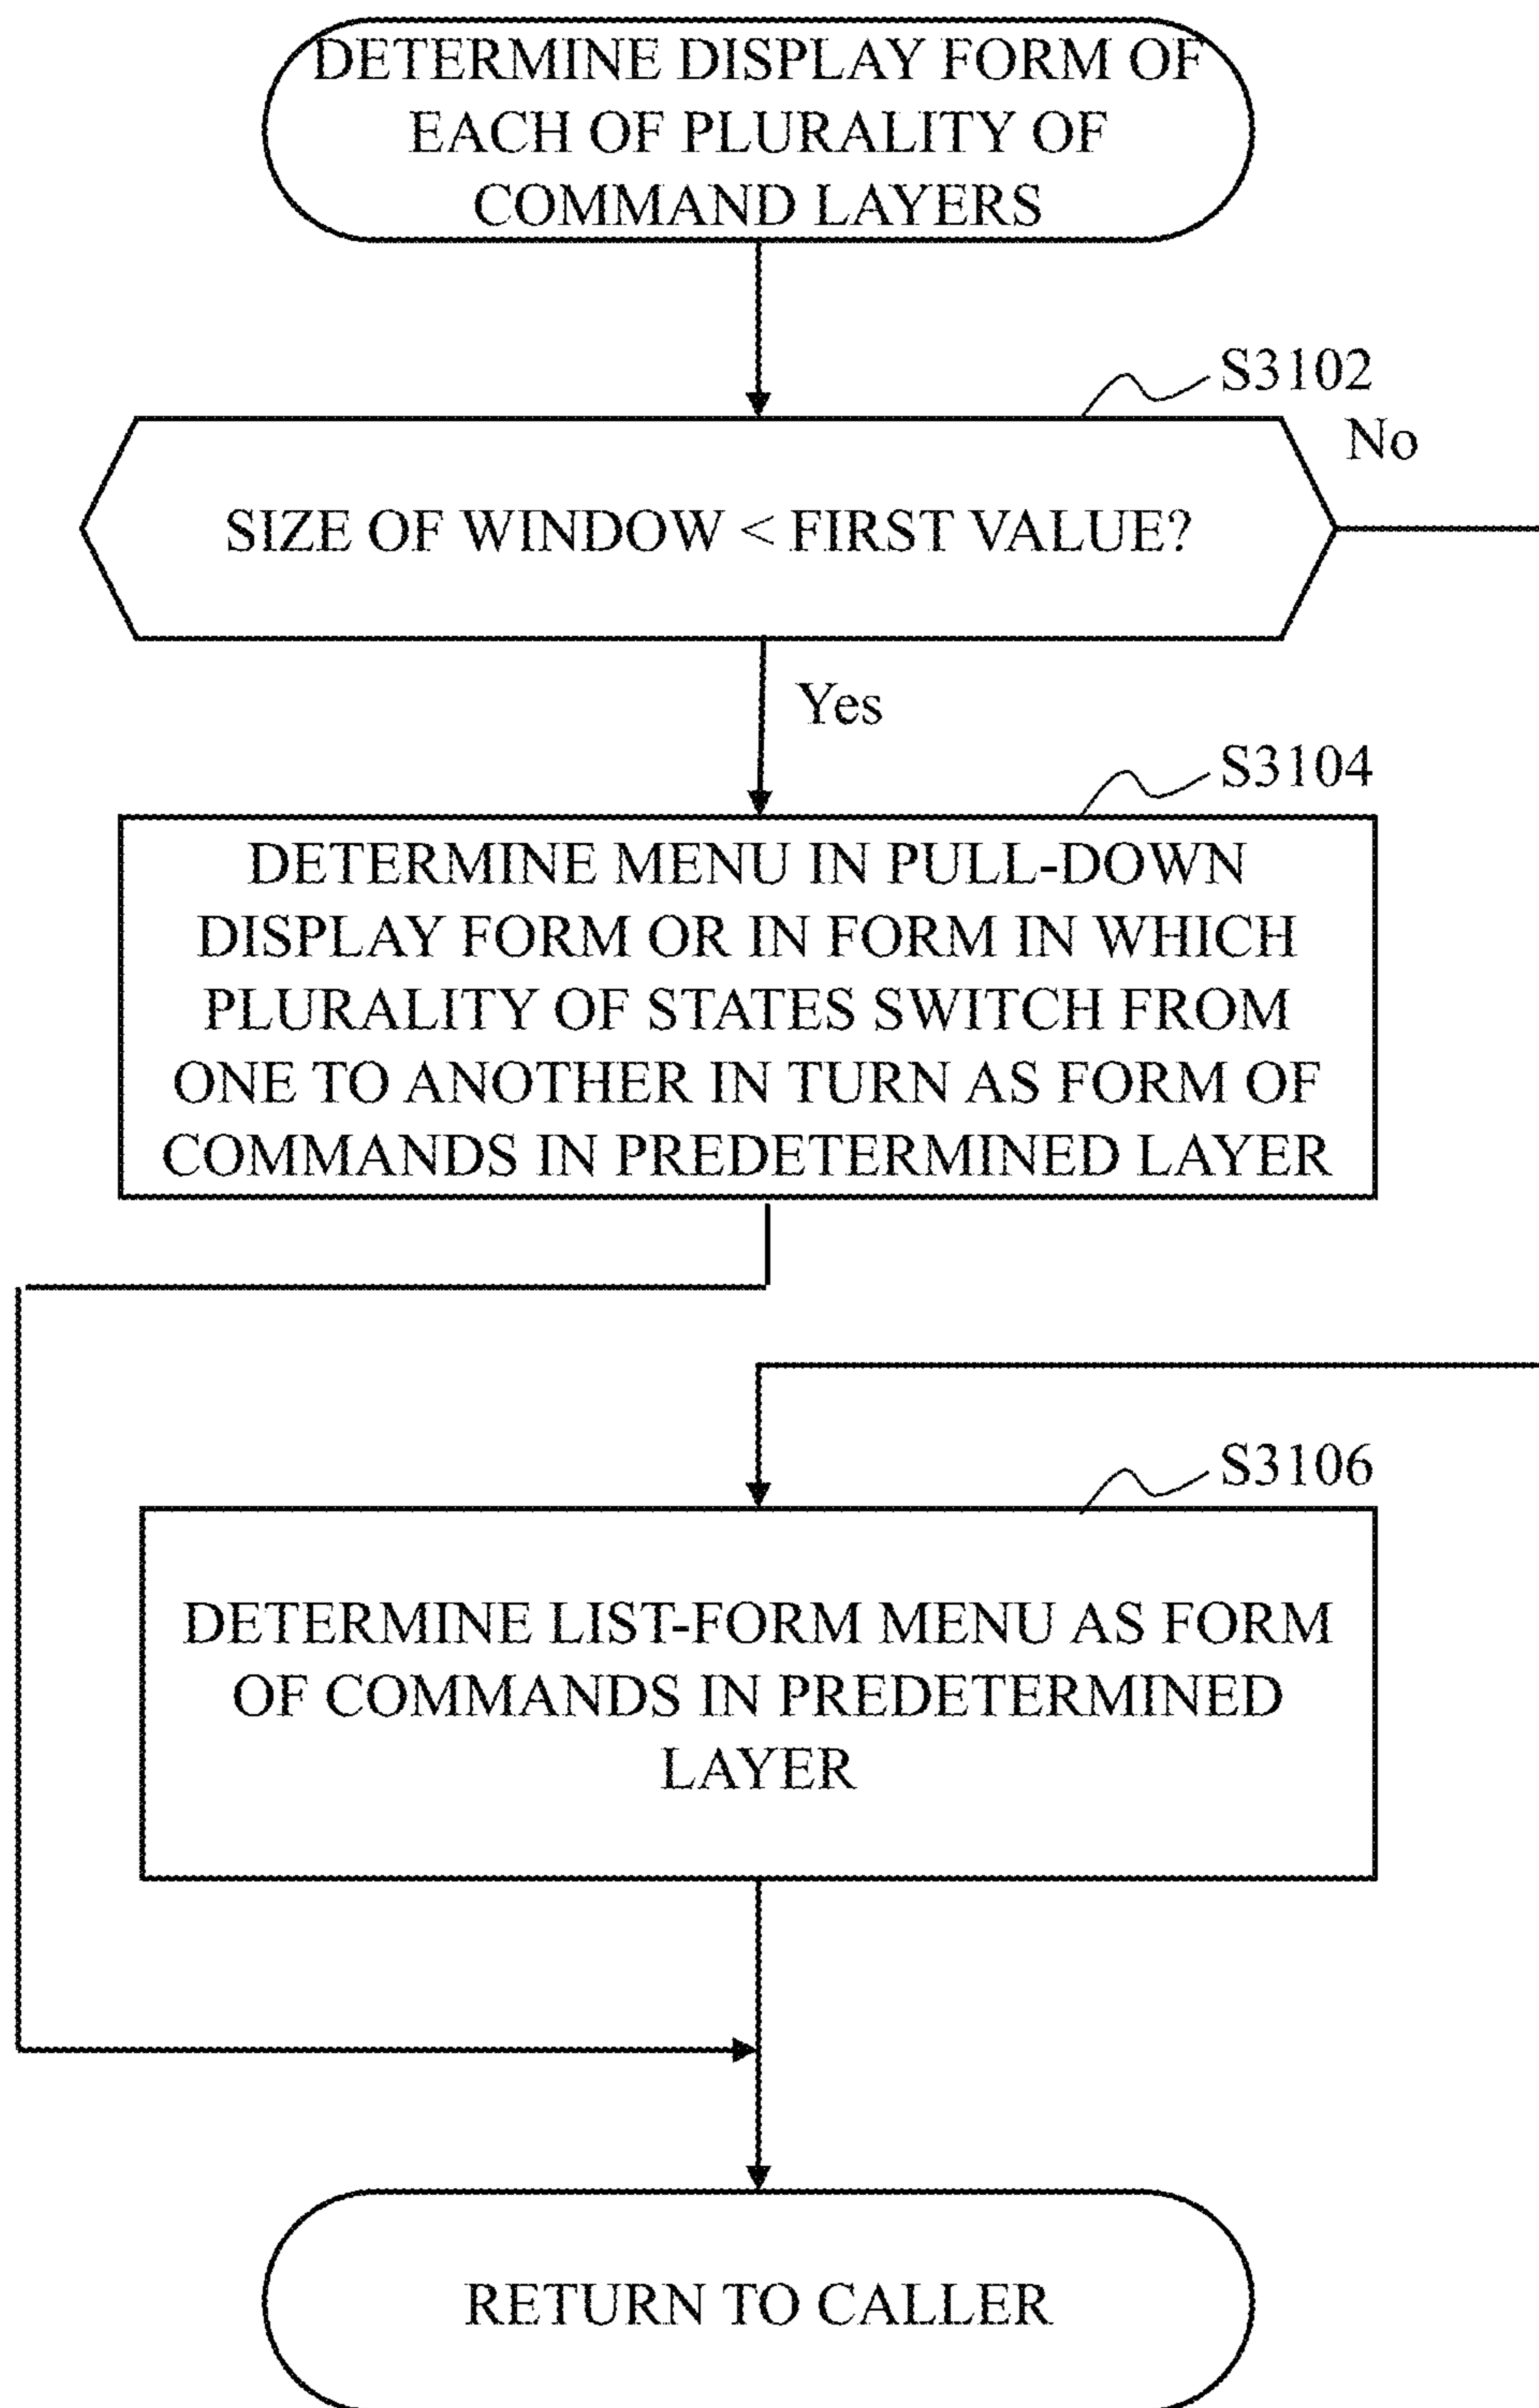 DETERMINE DISPLAY FORM OF
EACH OF PLURALITY OF
COMMAND LAYERS
S3102
No
SIZE OF WINDOW < FIRST VALUE?
Yes
S3104
DETERMINE MENU IN PULL-DOWN
DISPLAY FORM OR IN FORM IN WHICH
PLURALITY OF STATES SWITCH FROM
ONE TO ANOTHER IN TURN AS FORM OF
COMMANDS IN PREDETERMINED LAYER
S3106
DETERMINE LIST-FORM MENU AS FORM
OF COMMANDS IN PREDETERMINED
LAYER
RETURN TO CALLER